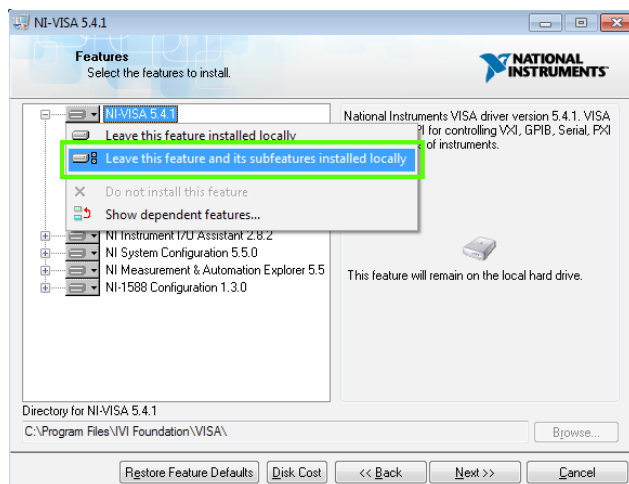 NI-VISA 5.4.1
Features
Select the features to install.
NATIONAL
INSTRUMENTS
NI-VISA 5.4.1
Leave this feature installed locally
Leave this feature and its subfeatures installed locally
Do not install this feature
Show dependent features...
NI Instrument I/O Assistant 2.8.2
NI System Configuration 5.5.0
NI Measurement & Automation Explorer 5.5
NI-1588 Configuration 1.3.0
National Instruments VISA driver version 5.4.1. VISA
for controlling VXI, GPIB, Serial, PXI
of instruments.
This feature will remain on the local hard drive.
Directory for NI-VISA 5.4.1
C:\Program Files\IVI Foundation\VISA\
Browse...
Restore Feature Defaults
Disk Cost
<< Back
Next >>
Cancel